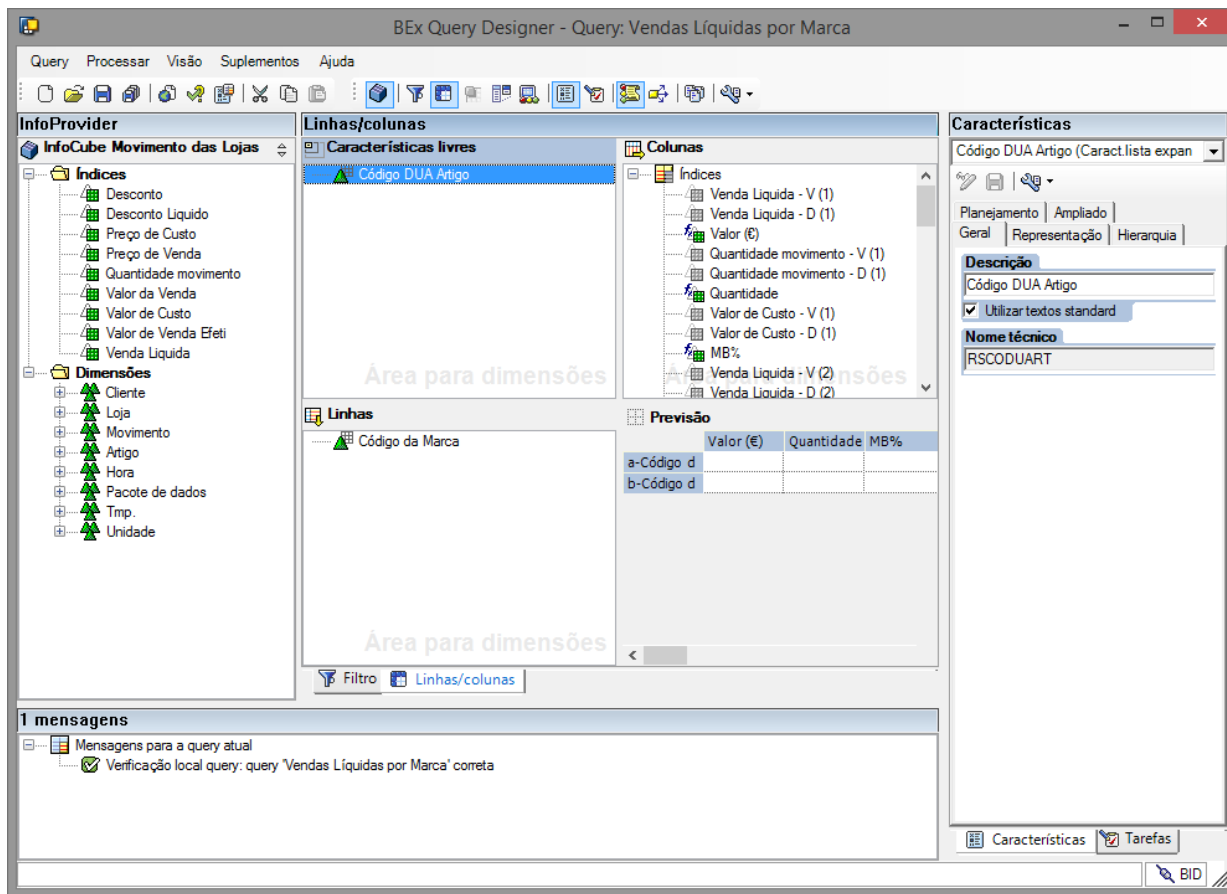 BEx Query Designer - Query: Vendas Líquidas por Marca
Query Processar Visão Suplementos Ajuda
InfoProvider
InfoCube Movimento das Lojas
Índices
Desconto
Desconto Liquido
Preço de Custo
Preço de Venda
Quantidade movimento
Valor da Venda
Valor de Custo
Valor de Venda Efeti
Venda Liquida
Dimensões
Cliente
Loja
Movimento
Artigo
Hora
Pacote de dados
Tmp.
Unidade
Linhas/colunas
Características livres
Código DUA Artigo
Área para dimensões
Colunas
Índices
Venda Liquida - V (1)
Venda Liquida - D (1)
Valor (€)
Quantidade movimento - V (1)
Quantidade movimento - D (1)
Quantidade
Valor de Custo - V (1)
Valor de Custo - D (1)
MB%
Venda Liquida - V (2)
Venda Liquida - D (2)
Área para dimensões
Linhas
Código da Marca
Área para dimensões
Previsão
Valor (€) Quantidade MB%
a-Código d
b-Código d
Filtro Linhas/colunas
Características
Código DUA Artigo (Caract.lista expan
Planejamento Ampliado
Geral Representação Hierarquia
Descrição
Código DUA Artigo
Utilizar textos standard
Nome técnico
RSCODUART
Características Tarefas
1 mensagens
Mensagens para a query atual
Verificação local query: query 'Vendas Líquidas por Marca' correta
BID